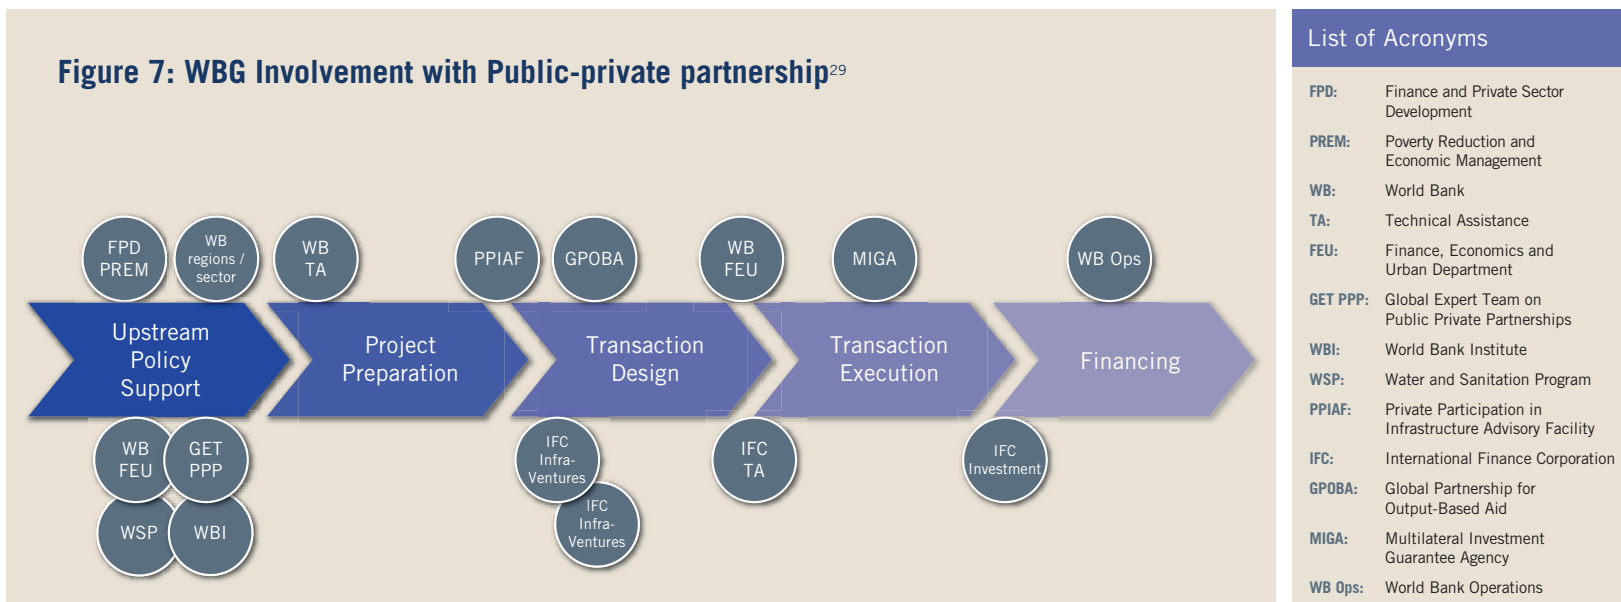 Figure 7: WBG Involvement with Public-private partnership29
FPD
PREM
WB
regions /
sector
WB
TA
PPIAF
GPOBA
WB
FEU
MIGA
WB Ops
Upstream
Policy
Support
Project
Preparation
Transaction
Design
Transaction
Execution
Financing
WB
FEU
GET
PPP
WSP
WBI
IFC
Infra-
Ventures
IFC
Infra-
Ventures
IFC
TA
IFC
Investment
List of Acronyms
FPD: Finance and Private Sector
Development
PREM: Poverty Reduction and
Economic Management
WB: World Bank
TA: Technical Assistance
FEU: Finance, Economics and
Urban Department
GET PPP: Global Expert Team on
Public Private Partnerships
WBI: World Bank Institute
WSP: Water and Sanitation Program
PPIAF: Private Participation in
Infrastructure Advisory Facility
IFC: International Finance Corporation
GPOBA: Global Partnership for
Output-Based Aid
MIGA: Multilateral Investment
Guarantee Agency
WB Ops: World Bank Operations